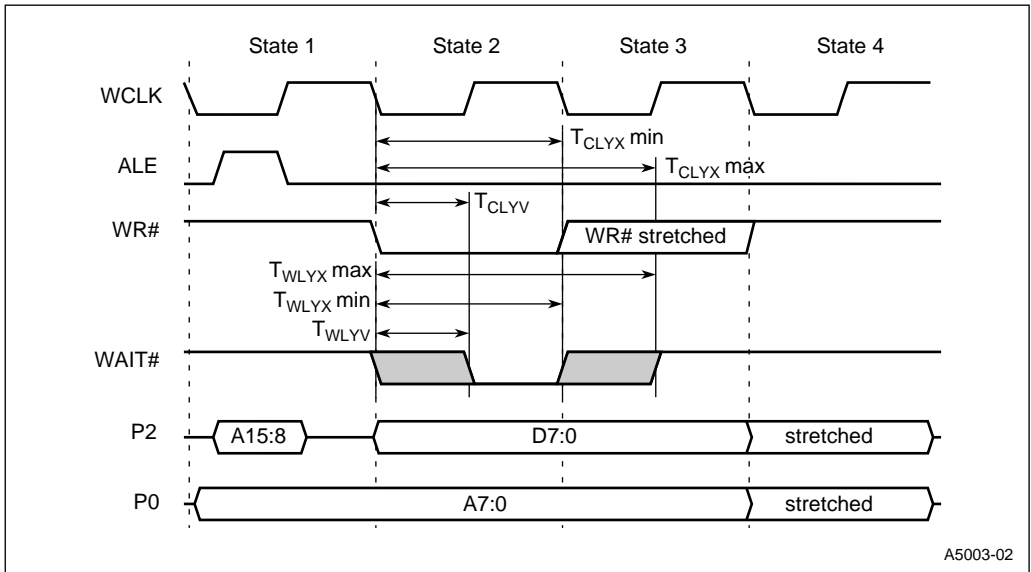 State 1 State 2 State 3 State 4
WCLK
T_CLYX min
ALE
T_CLYX max
T_CLYV
WR#
WR# stretched
T_WLYX max
T_WLYX min
T_WLYV
WAIT#
P2 A15:8 D7:0 stretched
P0 A7:0 stretched
A5003-02